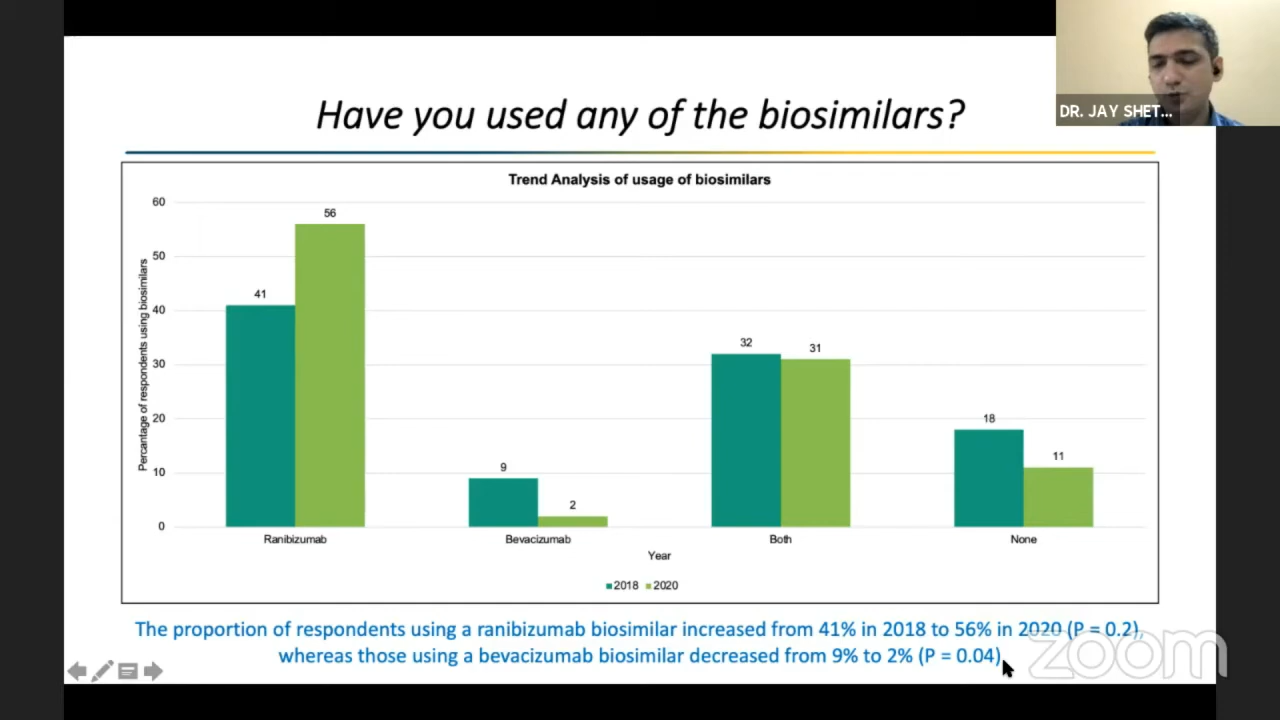 DR. JAY SHET...
Have you used any of the biosimilars?
Trend Analysis of usage of biosimilars
Percantage of respondents using biosimilars
60
50
40
30
20
10
0
41
56
9
2
32
31
18
11
Ranibizumab
Bevacizumab
Both
None
Year
2018
2020
The proportion of respondents using a ranibizumab biosimilar increased from 41% in 2018 to 56% in 2020 (P = 0.2),
whereas those using a bevacizumab biosimilar decreased from 9% to 2% (P = 0.04)
zoom